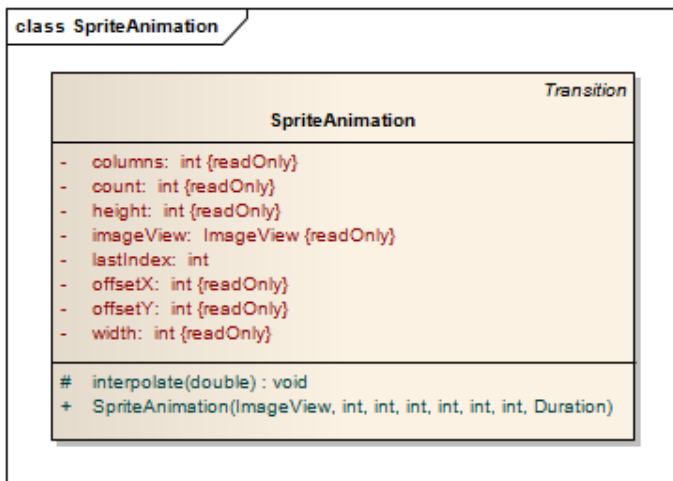 class SpriteAnimation
Transition
SpriteAnimation
- columns: int {readOnly}
- count: int {readOnly}
- height: int {readOnly}
- imageView: ImageView {readOnly}
- lastIndex: int
- offsetX: int {readOnly}
- offsetY: int {readOnly}
- width: int {readOnly}
# interpolate(double) : void
+ SpriteAnimation(ImageView, int, int, int, int, int, int, Duration)